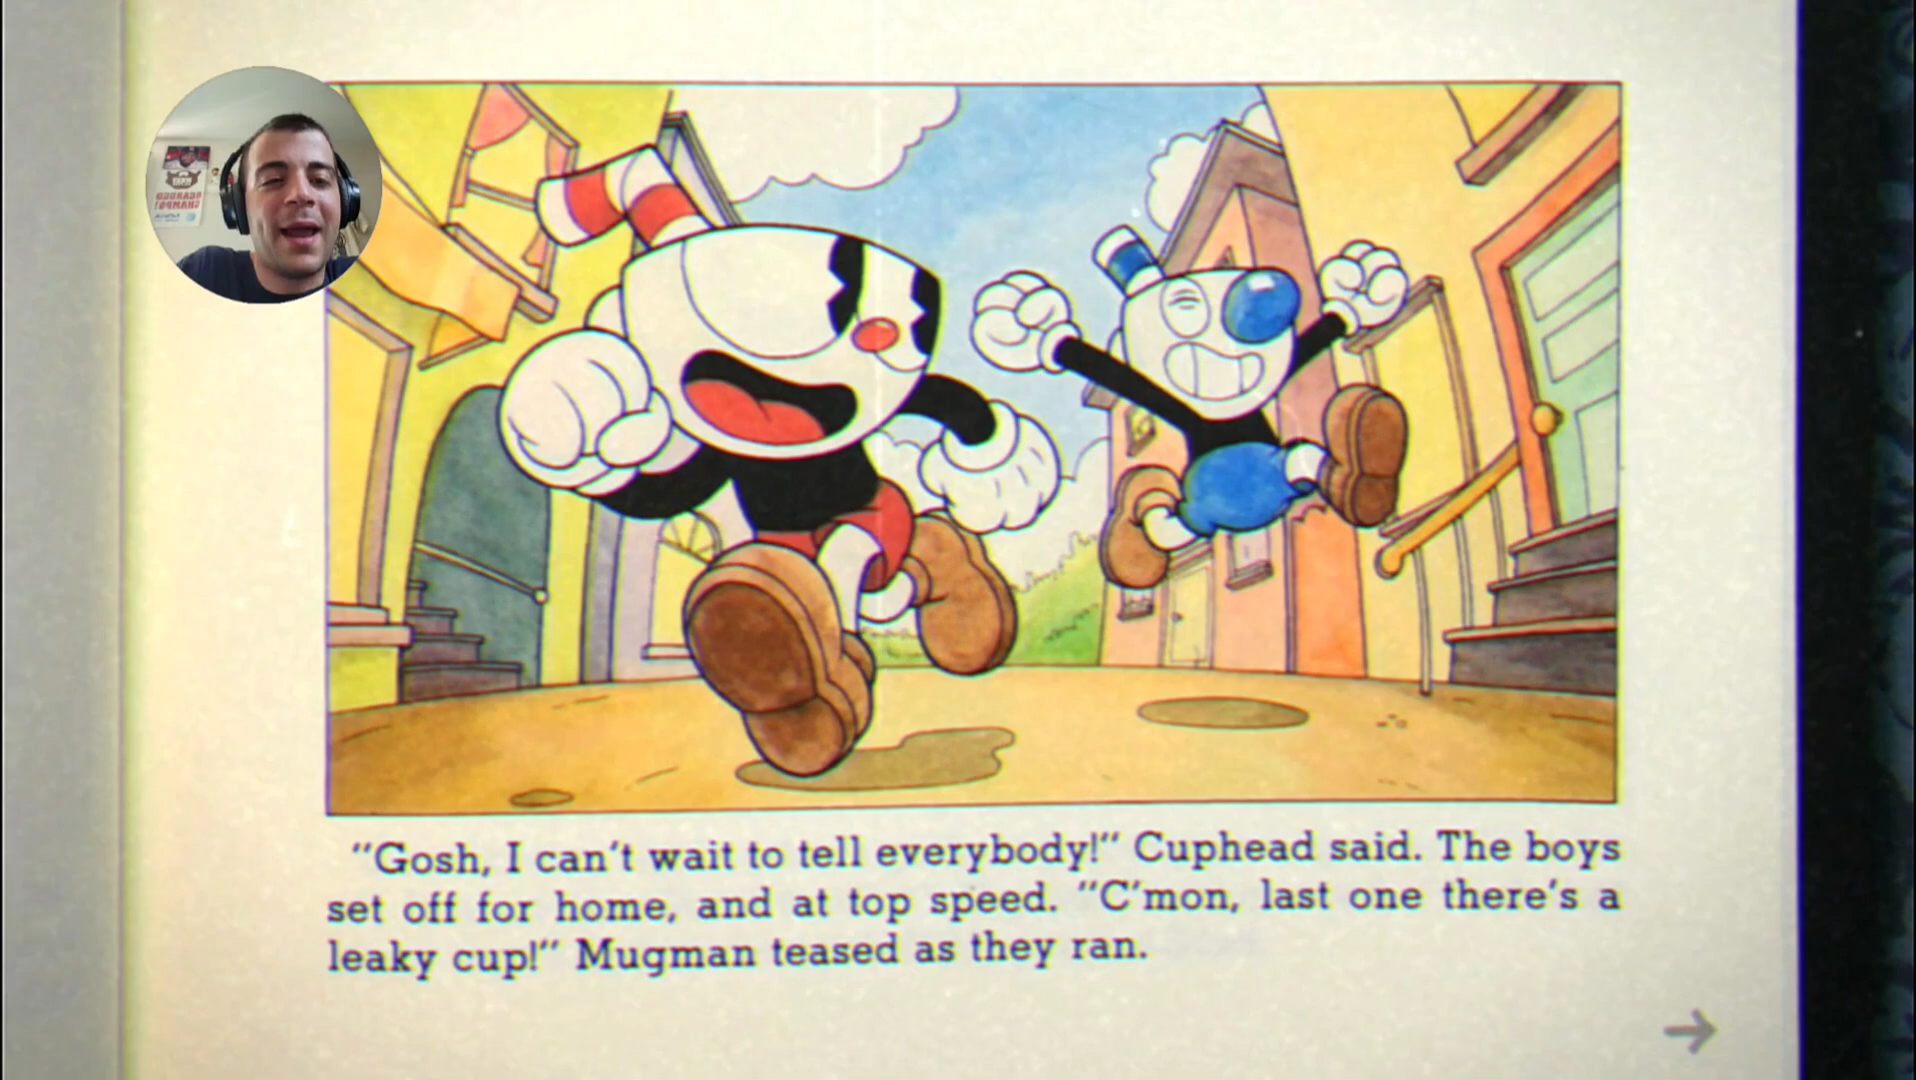 "Gosh, I can't wait to tell everybody!" Cuphead said. The boys
set off for home, and at top speed. "C'mon, last one there's a
leaky cup!" Mugman teased as they ran.